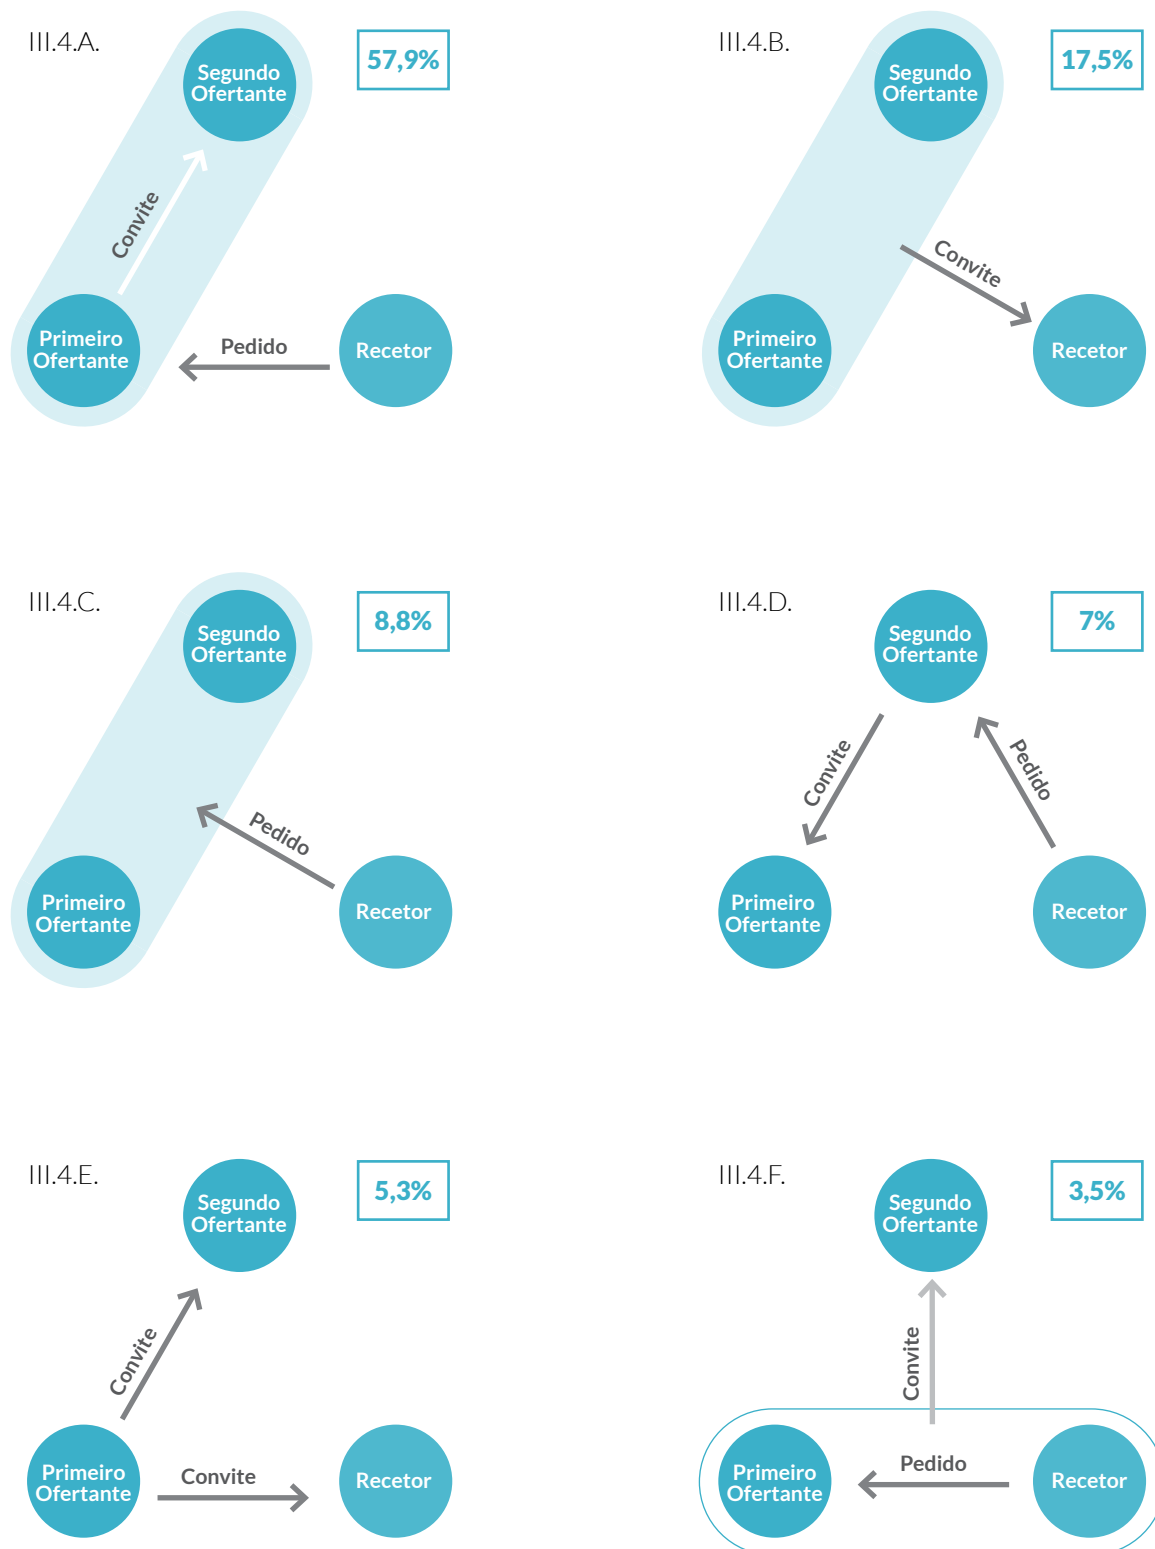 III.4.A.
57,9%
Segundo
Ofertante
Convite
Primeiro
Ofertante
Pedido
Recetor
III.4.B.
17,5%
Segundo
Ofertante
Convite
Primeiro
Ofertante
Recetor
III.4.C.
8,8%
Segundo
Ofertante
Pedido
Primeiro
Ofertante
Recetor
III.4.D.
7%
Segundo
Ofertante
Convite
Pedido
Primeiro
Ofertante
Recetor
III.4.E.
5,3%
Segundo
Ofertante
Convite
Primeiro
Ofertante
Convite
Recetor
III.4.F.
3,5%
Segundo
Ofertante
Convite
Primeiro
Ofertante
Pedido
Recetor